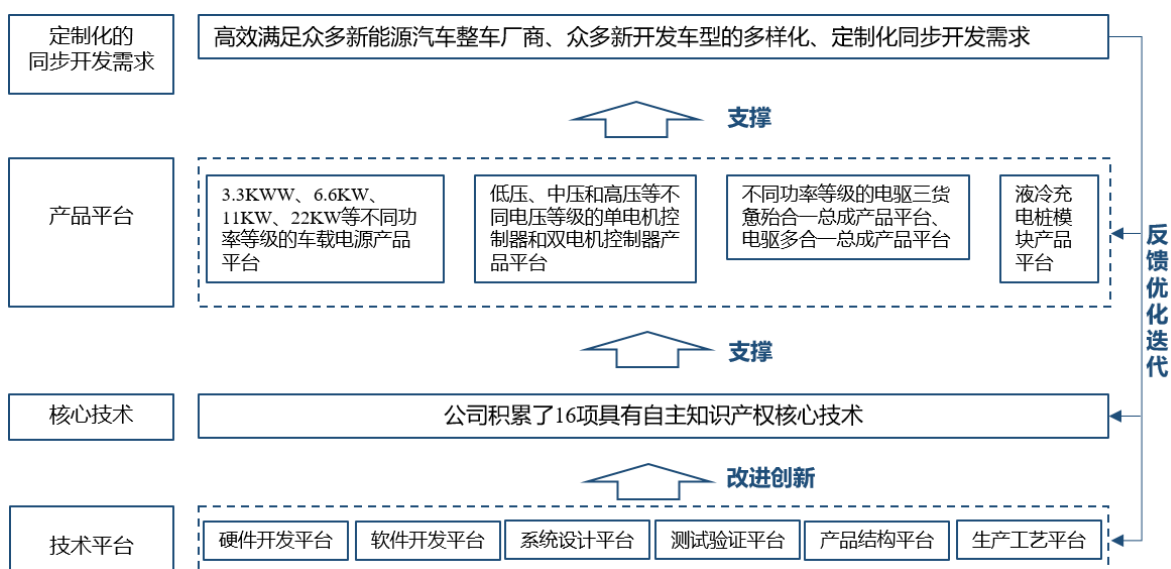 定制化的
同步开发需求
高效满足众多新能源汽车整车厂商、众多新开发车型的多样化、定制化同步开发需求
支撑
产品平台
3.3KWW、6.6KW、
11KW、22KW等不同功
率等级的车载电源产品
平台
低压、中压和高压等不
同电压等级的单电机控
制器和双电机控制器产
品平台
不同功率等级的电驱三货
惫殆合一总成产品平台、
电驱多合一总成产品平台
液冷充
电桩模
块产品
平台
反馈优化迭代
支撑
核心技术
公司积累了16项具有自主知识产权核心技术
改进创新
技术平台
硬件开发平台
软件开发平台
系统设计平台
测试验证平台
产品结构平台
生产工艺平台